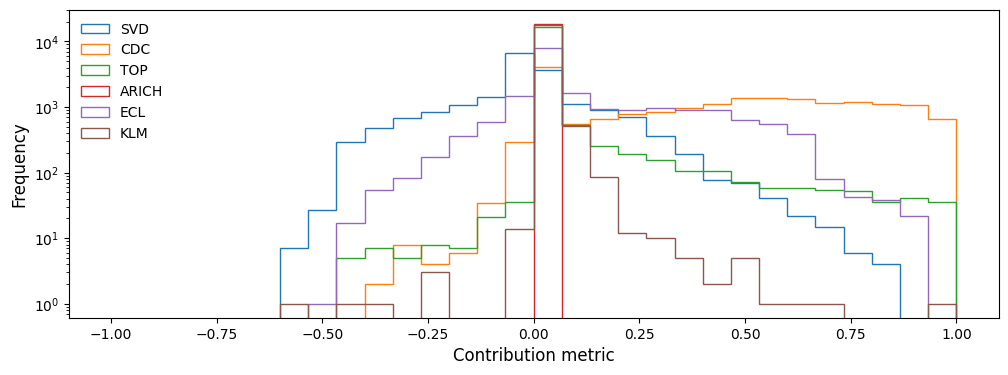 SVD
CDC
TOP
ARICH
ECL
KLM
Frequency
10⁴
10³
10²
10¹
10⁰
−1.00 −0.75 −0.50 −0.25 0.00 0.25 0.50 0.75 1.00
Contribution metric